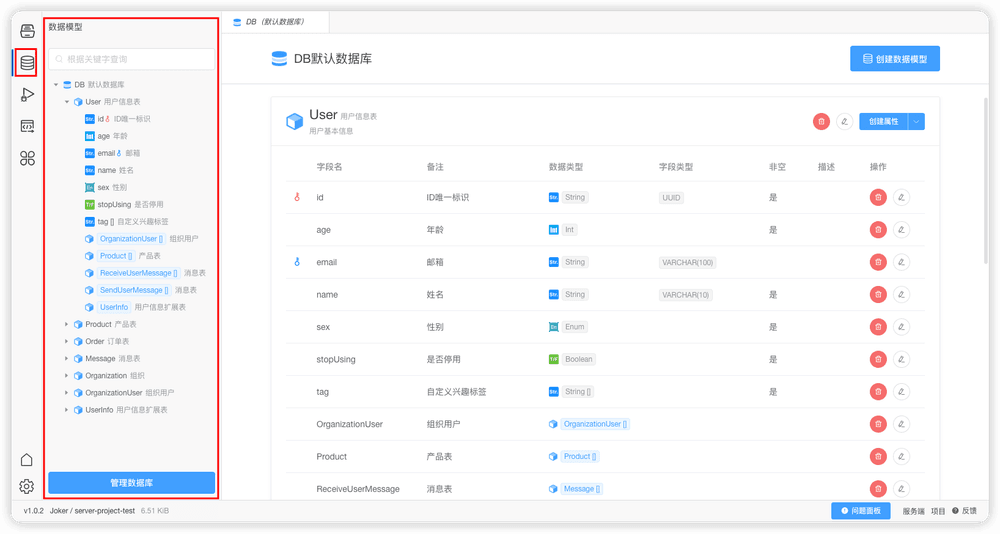 数据模型
根据关键字查询
DB 默认数据库
User 用户信息表
Str. id ID唯一标识
Int age 年龄
Str. email 邮箱
Str. name 姓名
En sex 性别
T/F stopUsing 是否停用
Str. tag [] 自定义兴趣标签
OrganizationUser [] 组织用户
Product [] 产品表
ReceiveUserMessage [] 消息表
SendUserMessage [] 消息表
UserInfo 用户信息扩展表
Product 产品表
Order 订单表
Message 消息表
Organization 组织
OrganizationUser 组织用户
UserInfo 用户信息扩展表
管理数据库
DB（默认数据库）
DB默认数据库
创建数据模型
User 用户信息表
用户基本信息
创建属性
字段名 备注 数据类型 字段类型 非空 描述 操作
id ID唯一标识 Str. String UUID 是
age 年龄 Int Int 是
email 邮箱 Str. String VARCHAR(100)
name 姓名 Str. String VARCHAR(10) 是
sex 性别 En Enum 是
stopUsing 是否停用 T/F Boolean 是
tag 自定义兴趣标签 Str. String [] 是
OrganizationUser 组织用户 OrganizationUser []
Product 产品表 Product []
ReceiveUserMessage 消息表 Message []
v1.0.2 Joker / server-project-test 6.51 KiB
问题面板 服务端 项目 反馈